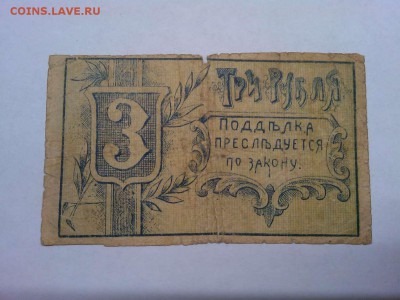 COINS.LAVE.RU
3
ТРИ РУБЛЯ
ПОДДѢЛКА
ПРЕСЛѢДУЕТСЯ
ПО ЗАКОНУ.